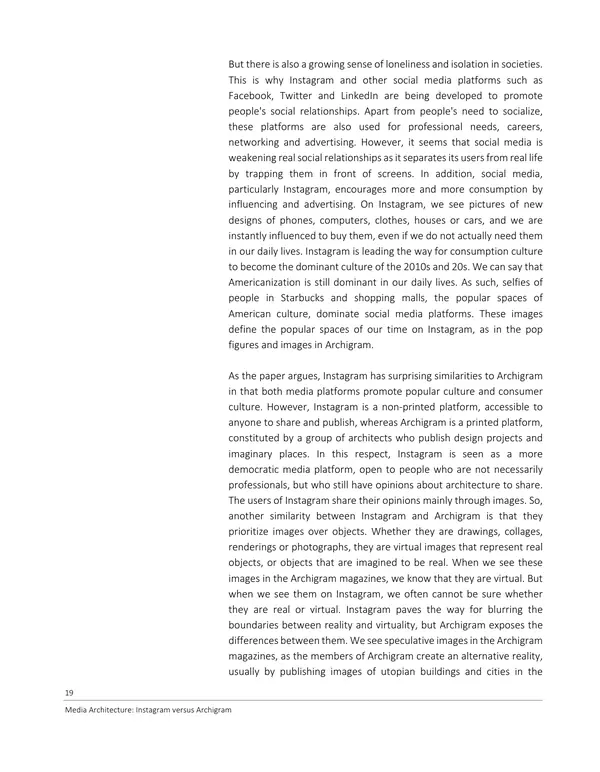 But there is also a growing sense of loneliness and isolation in societies.
This is why Instagram and other social media platforms such as
Facebook, Twitter and LinkedIn are being developed to promote
people's social relationships. Apart from people's need to socialize,
these platforms are also used for professional needs, careers,
networking and advertising. However, it seems that social media is
weakening real social relationships as it separates its users from real life
by trapping them in front of screens. In addition, social media,
particularly Instagram, encourages more and more consumption by
influencing and advertising. On Instagram, we see pictures of new
designs of phones, computers, clothes, houses or cars, and we are
instantly influenced to buy them, even if we do not actually need them
in our daily lives. Instagram is leading the way for consumption culture
to become the dominant culture of the 2010s and 20s. We can say that
Americanization is still dominant in our daily lives. As such, selfies of
people in Starbucks and shopping malls, the popular spaces of
American culture, dominate social media platforms. These images
define the popular spaces of our time on Instagram, as in the pop
figures and images in Archigram.
As the paper argues, Instagram has surprising similarities to Archigram
in that both media platforms promote popular culture and consumer
culture. However, Instagram is a non-printed platform, accessible to
anyone to share and publish, whereas Archigram is a printed platform,
constituted by a group of architects who publish design projects and
imaginary places. In this respect, Instagram is seen as a more
democratic media platform, open to people who are not necessarily
professionals, but who still have opinions about architecture to share.
The users of Instagram share their opinions mainly through images. So,
another similarity between Instagram and Archigram is that they
prioritize images over objects. Whether they are drawings, collages,
renderings or photographs, they are virtual images that represent real
objects, or objects that are imagined to be real. When we see these
images in the Archigram magazines, we know that they are virtual. But
when we see them on Instagram, we often cannot be sure whether
they are real or virtual. Instagram paves the way for blurring the
boundaries between reality and virtuality, but Archigram exposes the
differences between them. We see speculative images in the Archigram
magazines, as the members of Archigram create an alternative reality,
usually by publishing images of utopian buildings and cities in the
19
Media Architecture: Instagram versus Archigram